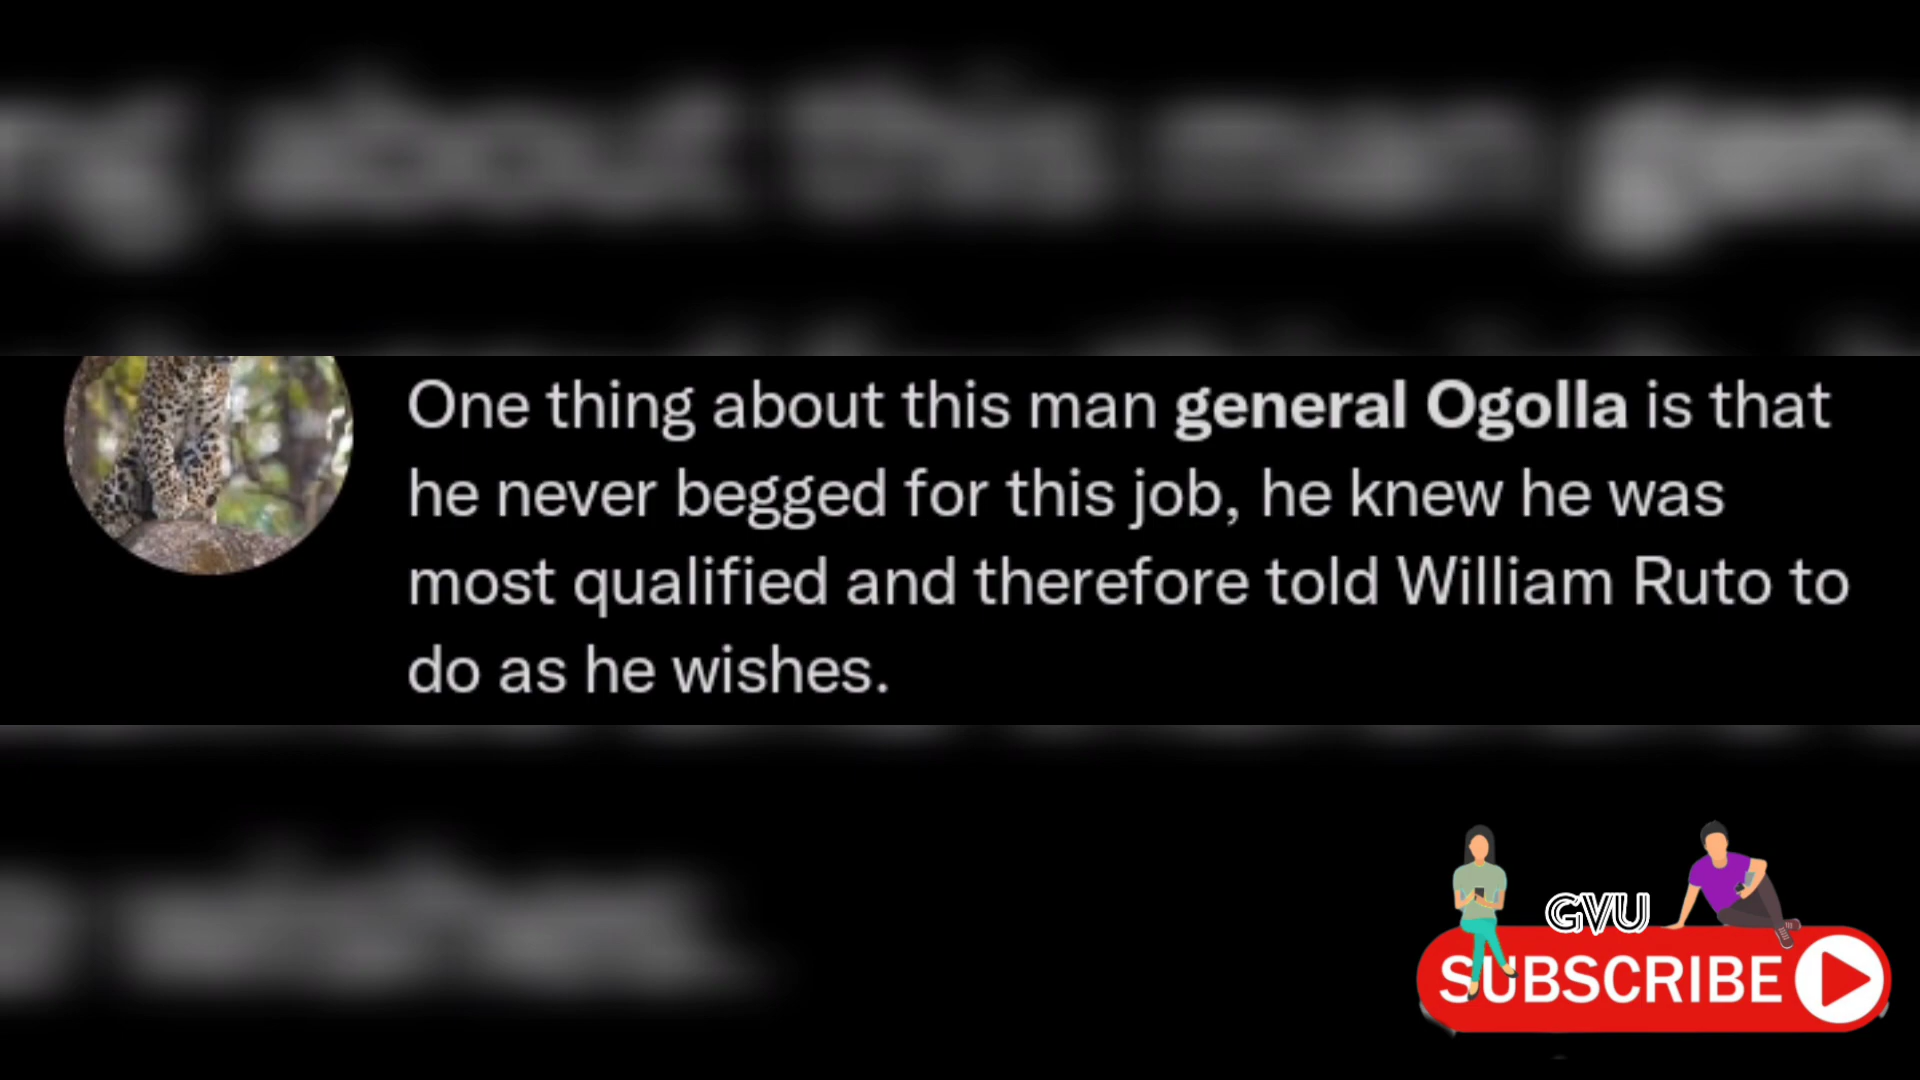 One thing about this man general Ogolla is that
he never begged for this job, he knew he was
most qualified and therefore told William Ruto to
do as he wishes.
GVU
SUBSCRIBE